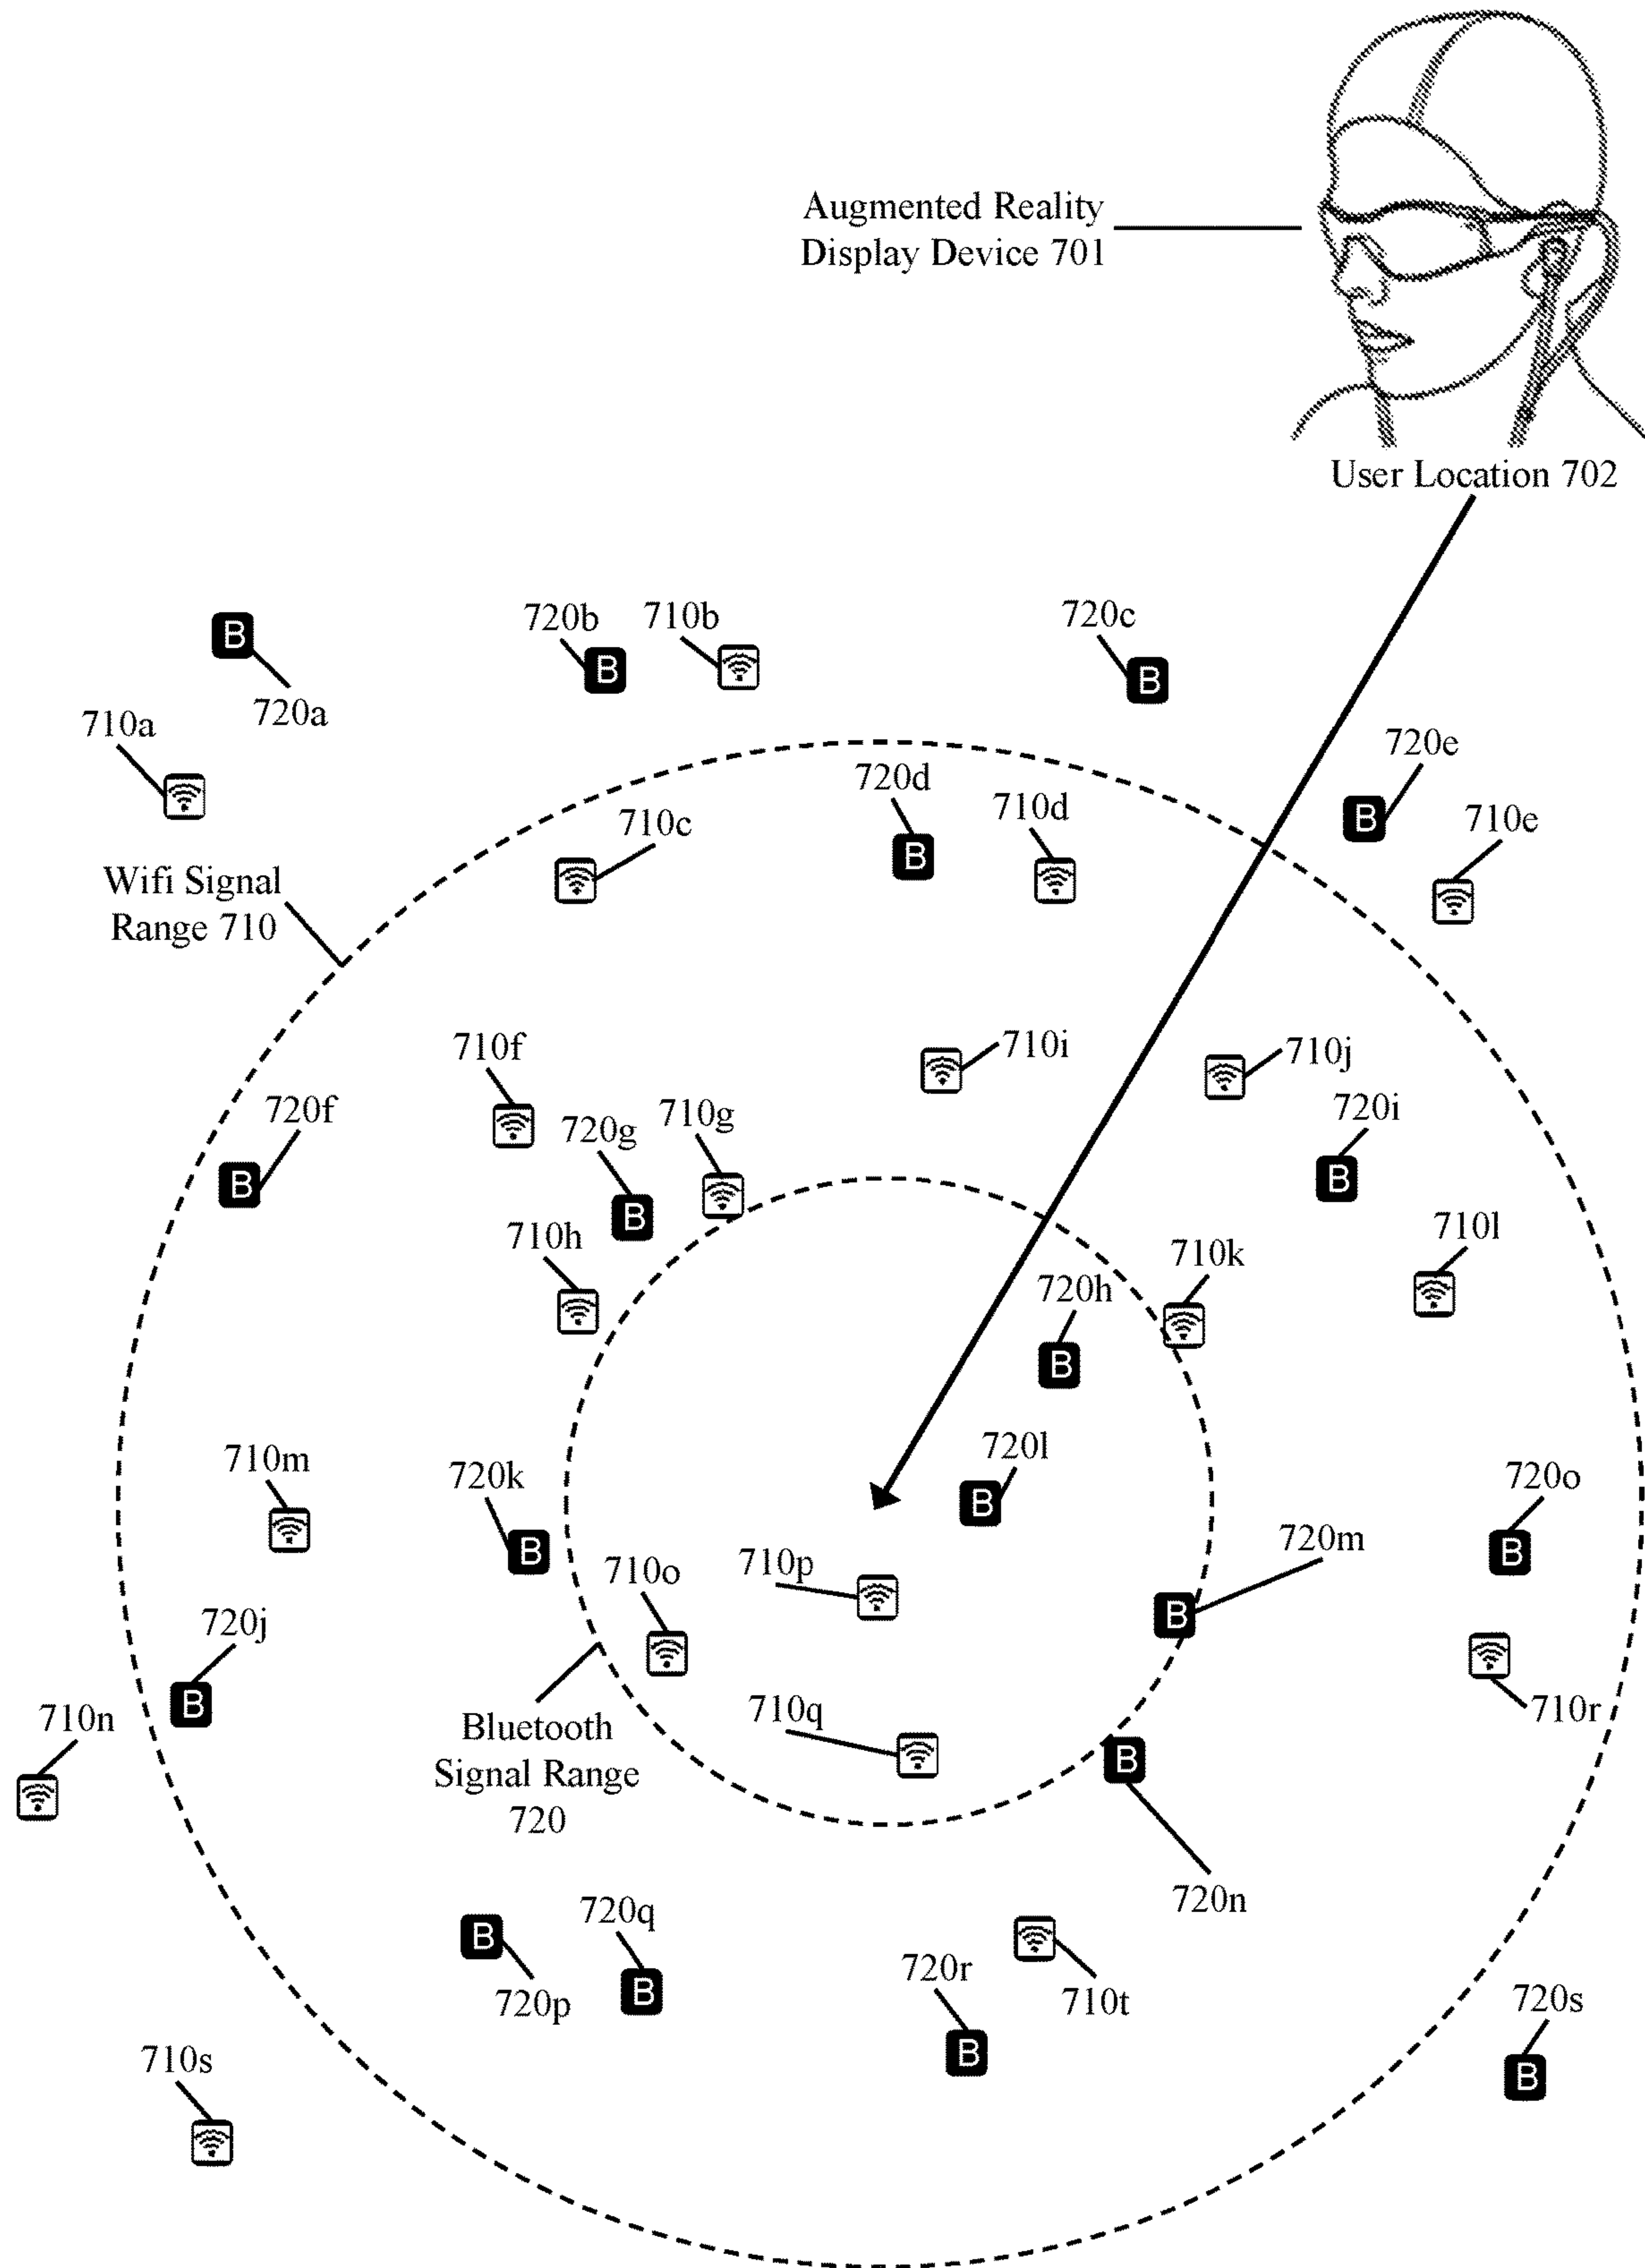 Augmented Reality
Display Device 701
User Location 702
720b 710b 720c
B
B
B
720a
710a
720e
B
720d
710d
710e
710c
B
Wifi Signal
Range 710
710f
710i
710j
720f
720g
710g
720i
B
B
B
710h
710l
710k
720h
B
720l
710m
720k
720o
B
720m
B
B
710p
710o
B
720j
B
710n
710q
710r
Bluetooth
Signal Range
720
B
720n
720q
B
720r
720p
B
710t
720s
B
B
710s